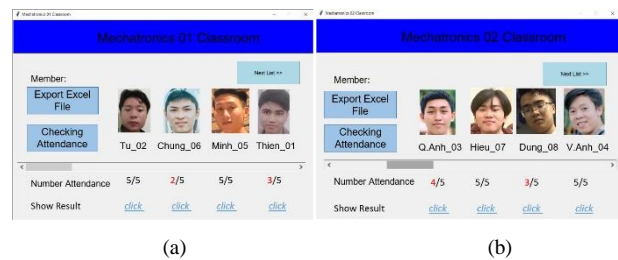 Mechatronics 01 Classroom
Mechatronics 01 Classroom
Next List >>
Member:
Export Excel
File
Checking
Attendance
Tu_02 Chung_06 Minh_05 Thien_01
Number Attendance 5/5 2/5 5/5 3/5
Show Result click click click click
(a)
Mechatronics 02 Classroom
Mechatronics 02 Classroom
Next List >>
Member:
Export Excel
File
Checking
Attendance
Q.Anh_03 Hieu_07 Dung_08 V.Anh_04
Number Attendance 4/5 5/5 3/5 5/5
Show Result click click click click
(b)